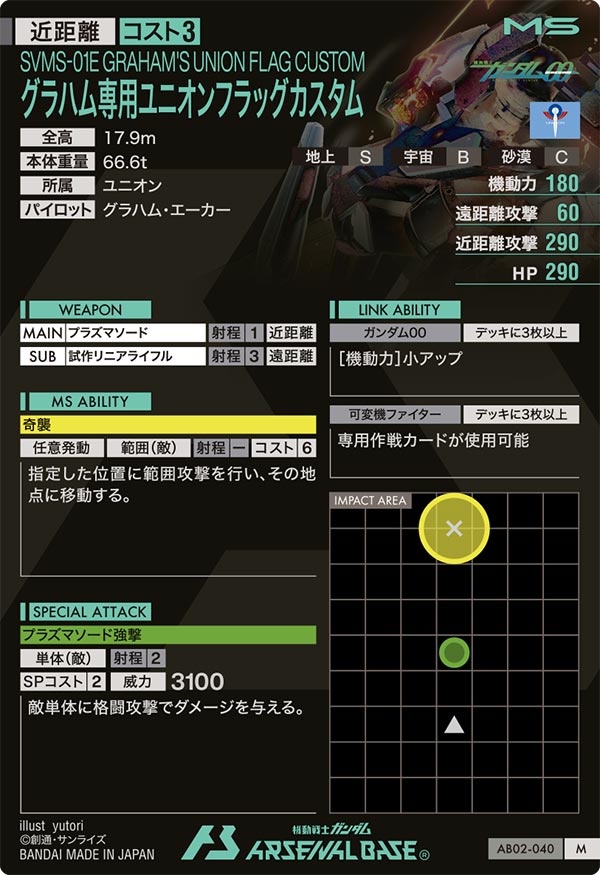 近距離 コスト3
MS
SVMS-01E GRAHAM'S UNION FLAG CUSTOM
グラハム専用ユニオンフラッグカスタム
ガンダム00
全高 17.9m
本体重量 66.6t
所属 ユニオン
パイロット グラハム・エーカー
地上 S 宇宙 B 砂漠 C
機動力 180
遠距離攻撃 60
近距離攻撃 290
HP 290
WEAPON
MAIN プラズマソード 射程 1 近距離
SUB 試作リニアライフル 射程 3 遠距離
MS ABILITY
奇襲
任意発動 範囲(敵) 射程 ー コスト 6
指定した位置に範囲攻撃を行い、その地
点に移動する。
SPECIAL ATTACK
プラズマソード強撃
単体(敵) 射程 2
SPコスト 2 威力 3100
敵単体に格闘攻撃でダメージを与える。
LINK ABILITY
ガンダム00 デッキに3枚以上
[機動力]小アップ
可変機ファイター デッキに3枚以上
専用作戦カードが使用可能
IMPACT AREA
illust yutori
©創通・サンライズ
BANDAI MADE IN JAPAN
機動戦士ガンダム
ARSENAL BASE®
AB02-040 M